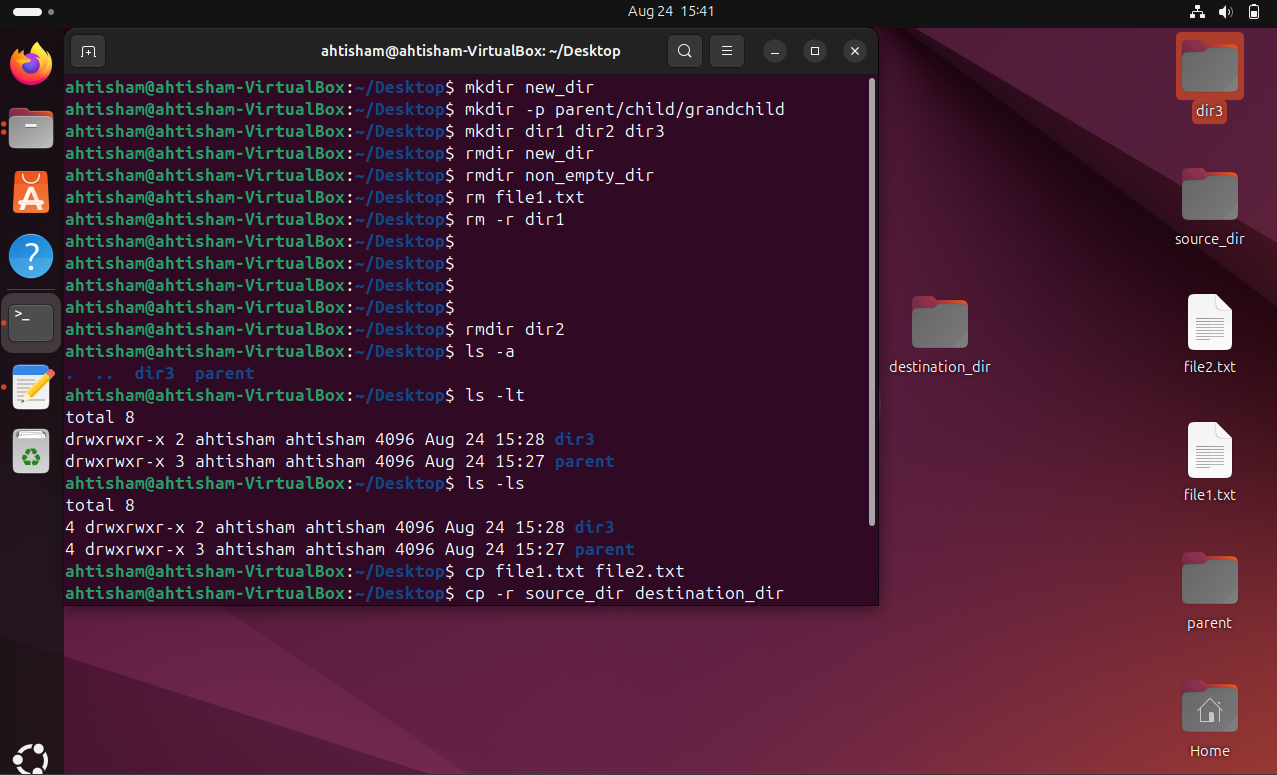 Aug 24 15:41
ahtisham@ahtisham-VirtualBox: ~/Desktop
ahtisham@ahtisham-VirtualBox:~/Desktop$ mkdir new_dir
ahtisham@ahtisham-VirtualBox:~/Desktop$ mkdir -p parent/child/grandchild
ahtisham@ahtisham-VirtualBox:~/Desktop$ mkdir dir1 dir2 dir3
ahtisham@ahtisham-VirtualBox:~/Desktop$ rmdir new_dir
ahtisham@ahtisham-VirtualBox:~/Desktop$ rmdir non_empty_dir
ahtisham@ahtisham-VirtualBox:~/Desktop$ rm file1.txt
ahtisham@ahtisham-VirtualBox:~/Desktop$ rm -r dir1
ahtisham@ahtisham-VirtualBox:~/Desktop$
ahtisham@ahtisham-VirtualBox:~/Desktop$
ahtisham@ahtisham-VirtualBox:~/Desktop$
ahtisham@ahtisham-VirtualBox:~/Desktop$
ahtisham@ahtisham-VirtualBox:~/Desktop$ rmdir dir2
ahtisham@ahtisham-VirtualBox:~/Desktop$ ls -a
.  ..  dir3  parent
ahtisham@ahtisham-VirtualBox:~/Desktop$ ls -lt
total 8
drwxrwxr-x 2 ahtisham ahtisham 4096 Aug 24 15:28 dir3
drwxrwxr-x 3 ahtisham ahtisham 4096 Aug 24 15:27 parent
ahtisham@ahtisham-VirtualBox:~/Desktop$ ls -ls
total 8
4 drwxrwxr-x 2 ahtisham ahtisham 4096 Aug 24 15:28 dir3
4 drwxrwxr-x 3 ahtisham ahtisham 4096 Aug 24 15:27 parent
ahtisham@ahtisham-VirtualBox:~/Desktop$ cp file1.txt file2.txt
ahtisham@ahtisham-VirtualBox:~/Desktop$ cp -r source_dir destination_dir
destination_dir
dir3
source_dir
file2.txt
file1.txt
parent
Home